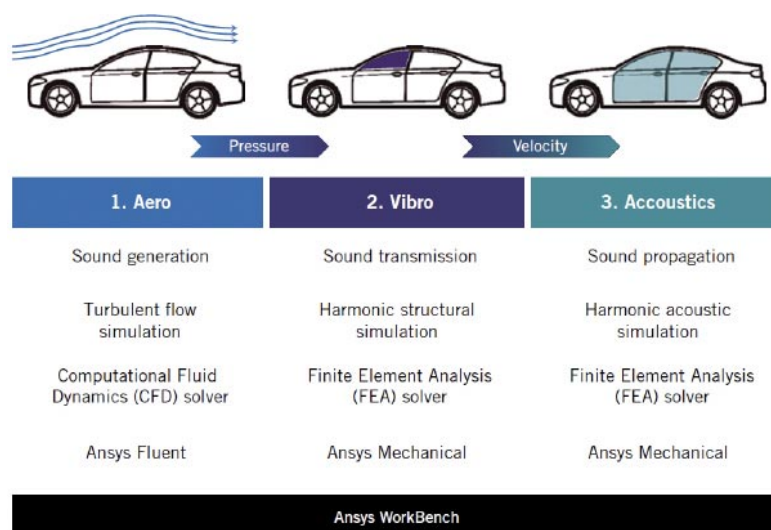 Pressure
Velocity
1. Aero
2. Vibro
3. Accoustics
Sound generation
Sound transmission
Sound propagation
Turbulent flow
simulation
Harmonic structural
simulation
Harmonic acoustic
simulation
Computational Fluid
Dynamics (CFD) solver
Finite Element Analysis
(FEA) solver
Finite Element Analysis
(FEA) solver
Ansys Fluent
Ansys Mechanical
Ansys Mechanical
Ansys WorkBench